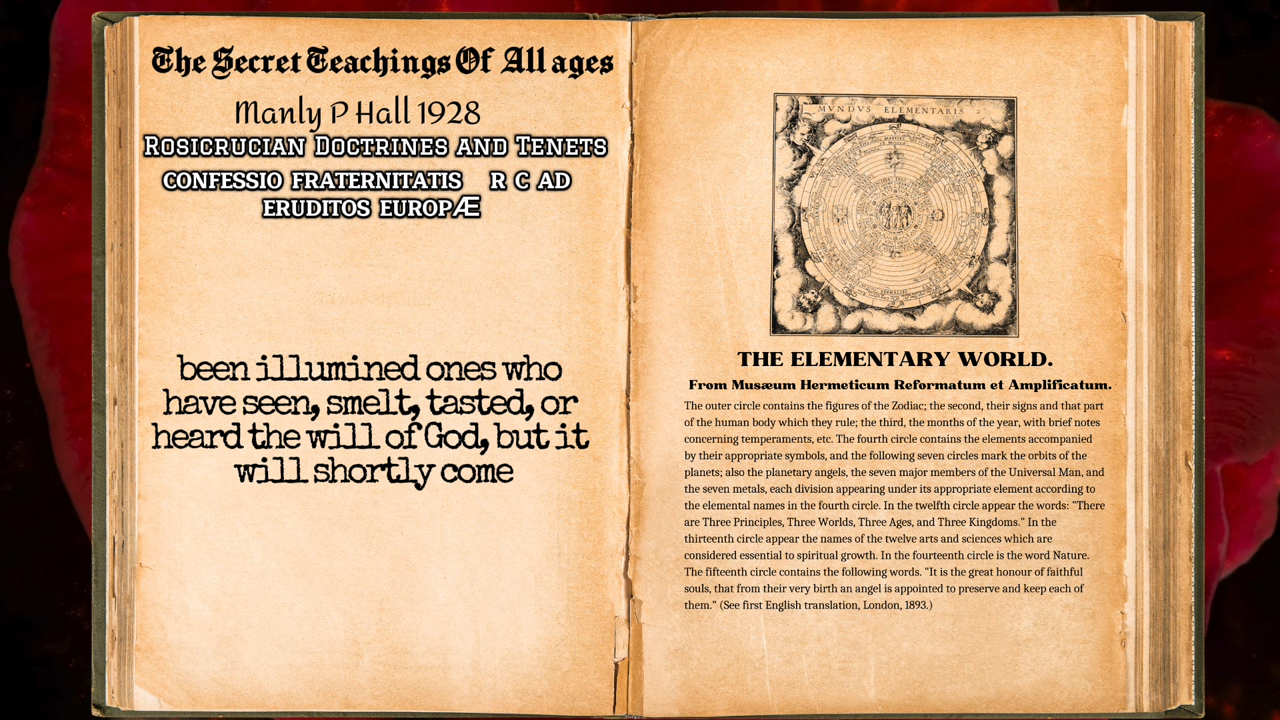 The Secret Teachings Of All ages
Manly P Hall 1928
Rosicrucian Doctrines and Tenets
CONFESSIO FRATERNITATIS R C AD
ERUDITOS EUROPÆ
been illumined ones who
have seen, smelt, tasted, or
heard the will of God, but it
will shortly come
MVNDVS ELEMENTARIS
THE ELEMENTARY WORLD.
From Musæum Hermeticum Reformatum et Amplificatum.
The outer circle contains the figures of the Zodiac; the second, their signs and that part
of the human body which they rule; the third, the months of the year, with brief notes
concerning temperaments, etc. The fourth circle contains the elements accompanied
by their appropriate symbols, and the following seven circles mark the orbits of the
planets; also the planetary angels, the seven major members of the Universal Man, and
the seven metals, each division appearing under its appropriate element according to
the elemental names in the fourth circle. In the twelfth circle appear the words: "There
are Three Principles, Three Worlds, Three Ages, and Three Kingdoms." In the
thirteenth circle appear the names of the twelve arts and sciences which are
considered essential to spiritual growth. In the fourteenth circle is the word Nature.
The fifteenth circle contains the following words. "It is the great honour of faithful
souls, that from their very birth an angel is appointed to preserve and keep each of
them." (See first English translation, London, 1893.)